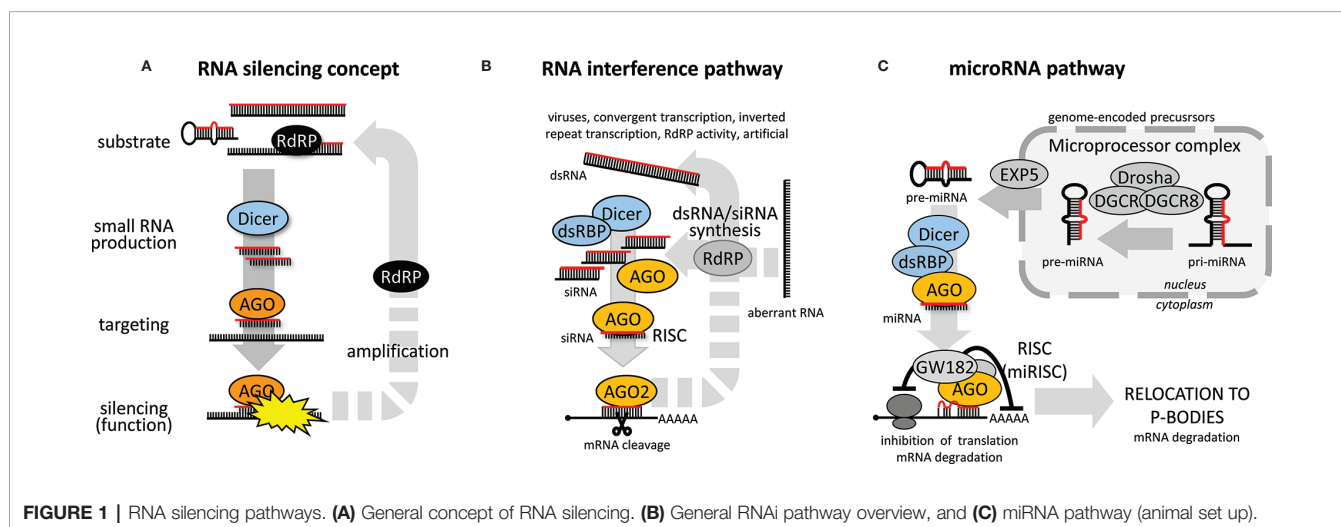 A
RNA silencing concept
substrate
RdRP
small RNA
production
Dicer
targeting
AGO
RdRP
amplification
silencing
(function)
AGO
B
RNA interference pathway
viruses, convergent transcription, inverted
repeat transcription, RdRP activity, artificial
dsRNA
Dicer
dsRBP
dsRNA/siRNA
synthesis
RdRP
siRNA
AGO
aberrant RNA
AGO
siRNA
RISC
AGO2
AAAAA
mRNA cleavage
C
microRNA pathway
genome-encoded precusrsors
Microprocessor complex
EXP5
Drosha
DGCR
DGCR8
pre-miRNA
pre-miRNA
pri-miRNA
nucleus
cytoplasm
Dicer
dsRBP
AGO
miRNA
GW182
AGO
RISC
(miRISC)
AAAAA
inhibition of translation
mRNA degradation
RELOCATION TO
P-BODIES
mRNA degradation
FIGURE 1 | RNA silencing pathways. (A) General concept of RNA silencing. (B) General RNAi pathway overview, and (C) miRNA pathway (animal set up).